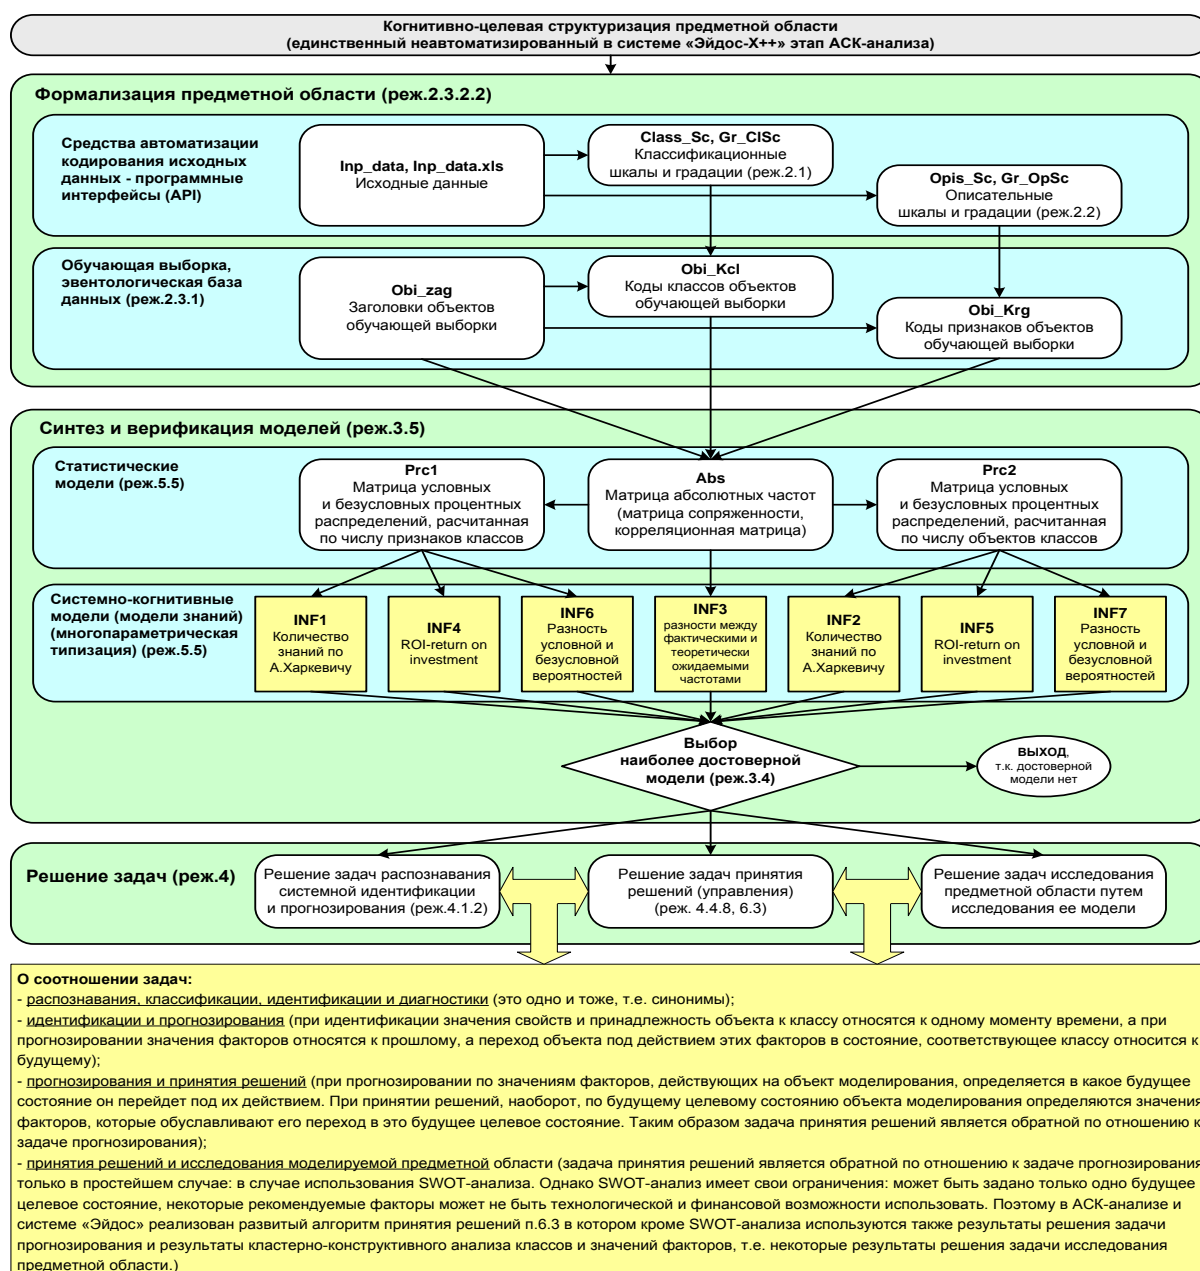 Когнитивно-целевая структуризация предметной области
(единственный неавтоматизированный в системе «Эйдос-X++» этап АСК-анализа)
Формализация предметной области (реж.2.3.2.2)
Средства автоматизации
кодирования исходных
данных - программные
интерфейсы (API)
Inp_data, Inp_data.xls
Исходные данные
Class_Sc, Gr_ClSc
Классификационные
шкалы и градации (реж.2.1)
Opis_Sc, Gr_OpSc
Описательные
шкалы и градации (реж.2.2)
Обучающая выборка,
эвентологическая база
данных (реж.2.3.1)
Obi_zag
Заголовки объектов
обучающей выборки
Obi_Kcl
Коды классов объектов
обучающей выборки
Obi_Krg
Коды признаков объектов
обучающей выборки
Синтез и верификация моделей (реж.3.5)
Статистические
модели (реж.5.5)
Prc1
Матрица условных
и безусловных процентных
распределений, расчитанная
по числу признаков классов
Abs
Матрица абсолютных частот
(матрица сопряженности,
корреляционная матрица)
Prc2
Матрица условных
и безусловных процентных
распределений, расчитанная
по числу объектов классов
Системно-когнитивные
модели (модели знаний)
(многопараметрическая
типизация) (реж.5.5)
INF1
Количество
знаний по
А.Харкевичу
INF4
ROI-return on
investment
INF6
Разность
условной и
безусловной
вероятностей
INF3
разности между
фактическими и
теоретически
ожидаемыми
частотами
INF2
Количество
знаний по
А.Харкевичу
INF5
ROI-return on
investment
INF7
Разность
условной и
безусловной
вероятностей
Выбор
наиболее достоверной
модели (реж.3.4)
ВЫХОД,
т.к. достоверной
модели нет
Решение задач (реж.4)
Решение задач распознавания
системной идентификации
и прогнозирования (реж.4.1.2)
Решение задач принятия
решений (управления)
(реж. 4.4.8, 6.3)
Решение задач исследования
предметной области путем
исследования ее модели
О соотношении задач:
- распознавания, классификации, идентификации и диагностики (это одно и тоже, т.е. синонимы);
- идентификации и прогнозирования (при идентификации значения свойств и принадлежность объекта к классу относятся к одному моменту времени, а при
прогнозировании значения факторов относятся к прошлому, а переход объекта под действием этих факторов в состояние, соответствующее классу относится к
будущему);
- прогнозирования и принятия решений (при прогнозировании по значениям факторов, действующих на объект моделирования, определяется в какое будущее
состояние он перейдет под их действием. При принятии решений, наоборот, по будущему целевому состоянию объекта моделирования определяются значения
факторов, которые обуславливают его переход в это будущее целевое состояние. Таким образом задача принятия решений является обратной по отношению к
задаче прогнозирования);
- принятия решений и исследования моделируемой предметной области (задача принятия решений является обратной по отношению к задаче прогнозирования
только в простейшем случае: в случае использования SWOT-анализа. Однако SWOT-анализ имеет свои ограничения: может быть задано только одно будущее
целевое состояние, некоторые рекомендуемые факторы может не быть технологической и финансовой возможности использовать. Поэтому в АСК-анализе и
системе «Эйдос» реализован развитый алгоритм принятия решений п.6.3 в котором кроме SWOT-анализа используются также результаты решения задачи
прогнозирования и результаты кластерно-конструктивного анализа классов и значений факторов, т.е. некоторые результаты решения задачи исследования
предметной области.)